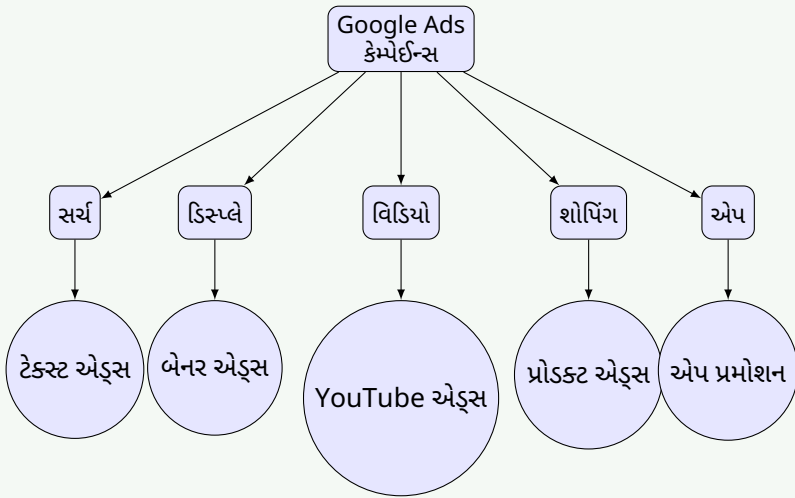 Google Ads
કેમ્પેઈન્સ
સર્ચ
ડિસ્પ્લે
વિડિયો
શોપિંગ
એપ
ટેક્સ્ટ એડ્સ
બેનર એડ્સ
YouTube એડ્સ
પ્રોડક્ટ એડ્સ
એપ પ્રમોશન